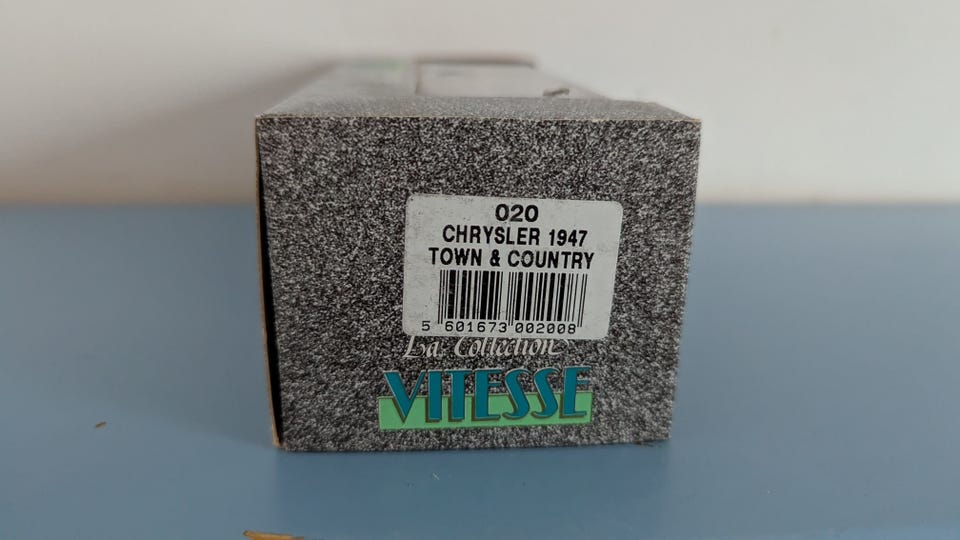 020
CHRYSLER 1947
TOWN & COUNTRY
5 601673 002008
La Collection
VITESSE